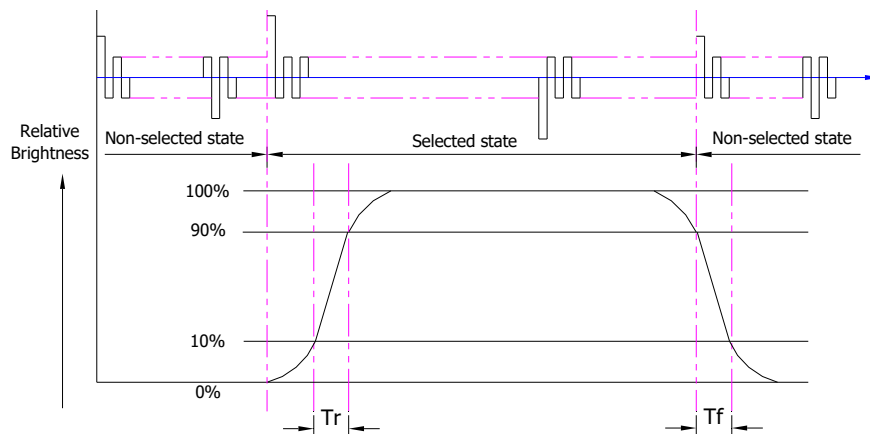 Relative
Brightness
Non-selected state
Selected state
Non-selected state
100%
90%
10%
0%
Tr
Tf